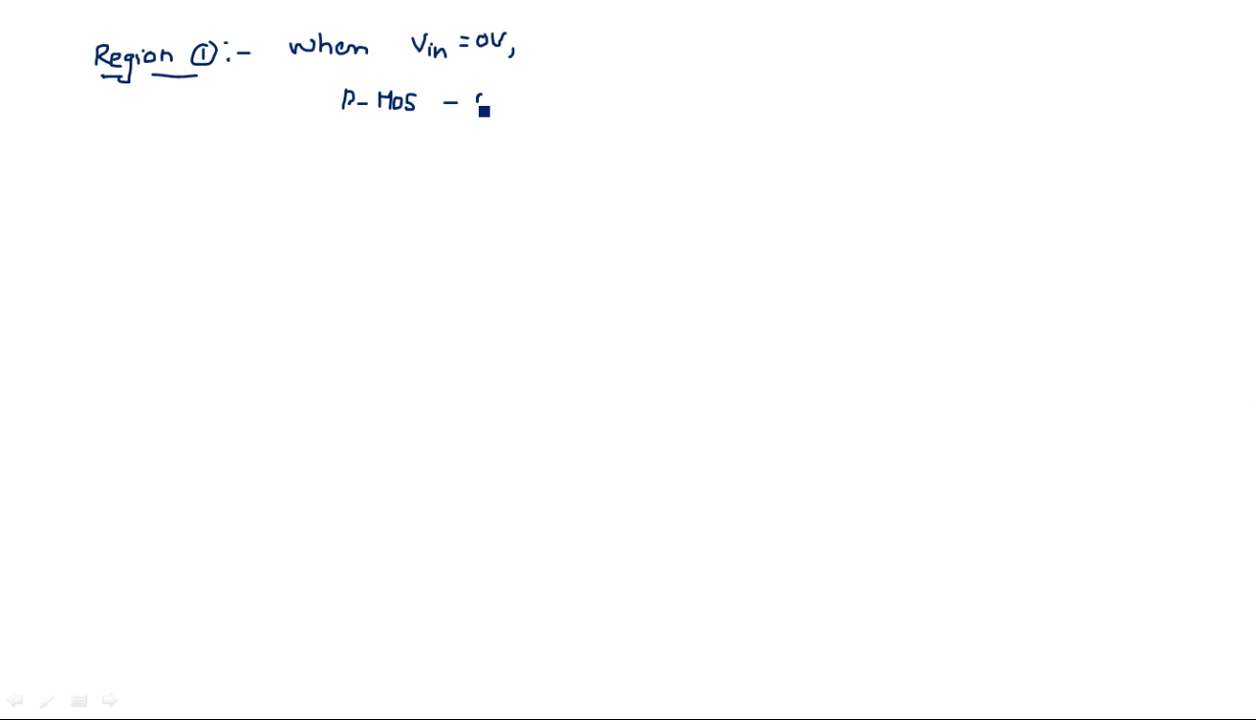 Region ①:- when Vin = 0V,
P-MOS -